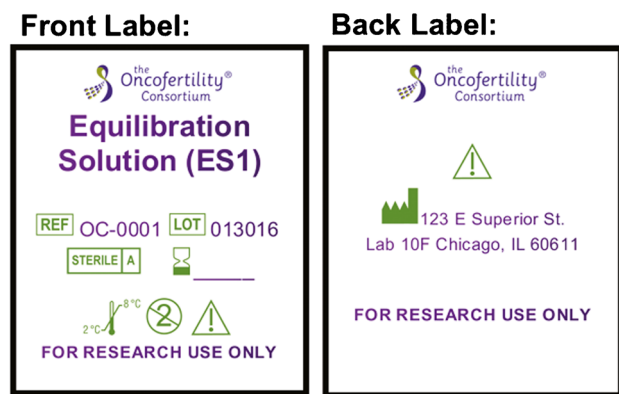 Front Label:
the
Oncofertility®
Consortium
Equilibration
Solution (ES1)
REF OC-0001 LOT 013016
STERILE A
2°C 8°C 2
FOR RESEARCH USE ONLY
Back Label:
the
Oncofertility®
Consortium
123 E Superior St.
Lab 10F Chicago, IL 60611
FOR RESEARCH USE ONLY